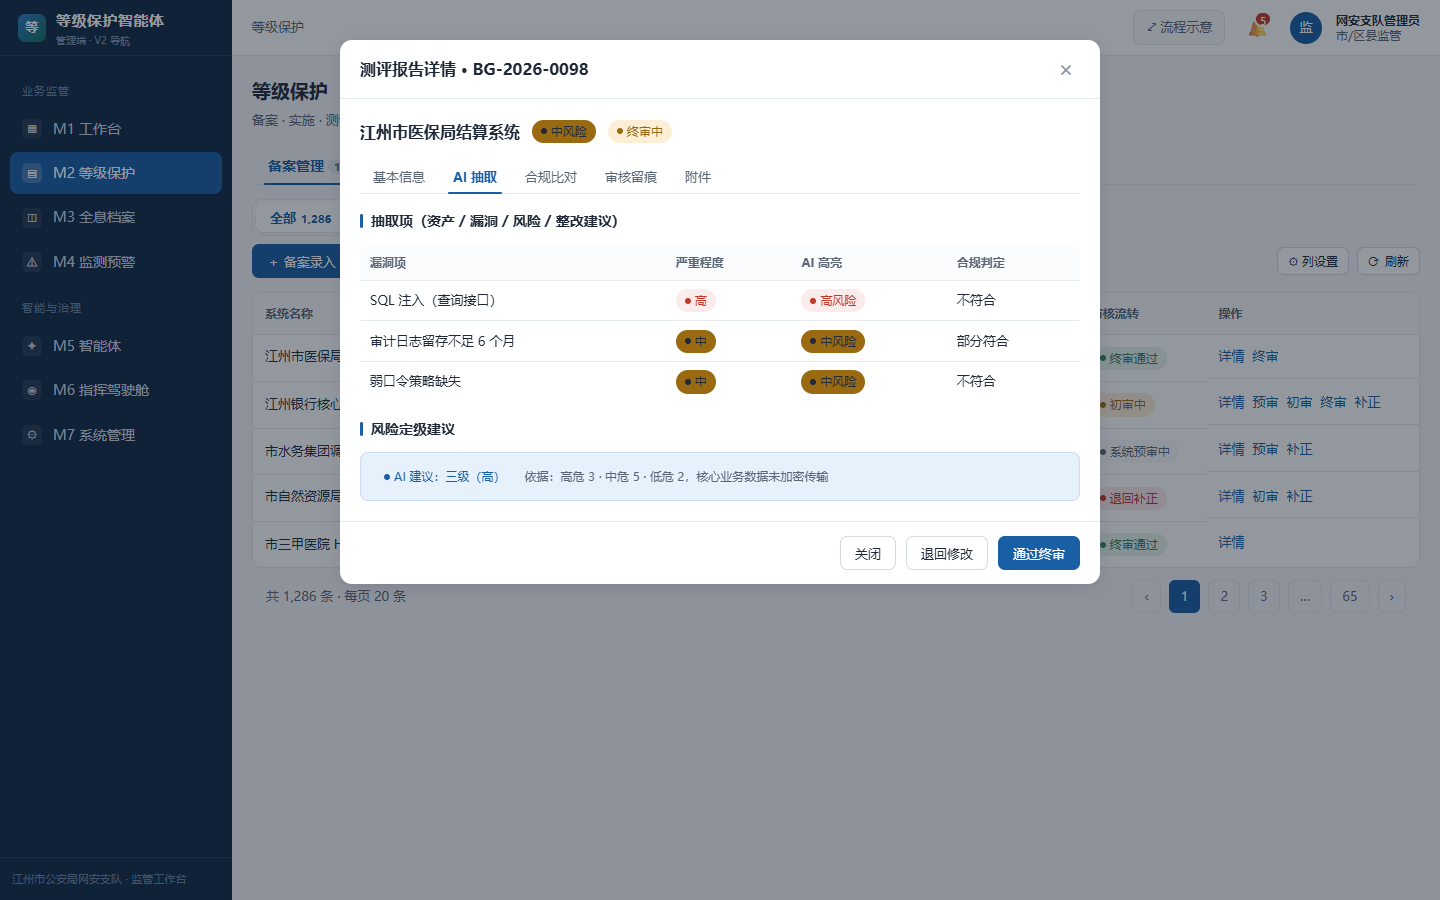 等
等级保护智能体
管理端 · V2 导航
业务监管
M1 工作台
M2 等级保护
M3 全息档案
M4 监测预警
智能与治理
M5 智能体
M6 指挥驾驶舱
M7 系统管理
江州市公安局网安支队 · 监管工作台
等级保护
流程示意
5
监
网安支队管理员
市/区县监管
等级保护
备案 · 实施 · 测
备案管理 1
全部 1,286
+ 备案录入
列设置
刷新
系统名称
核流转
操作
江州市医保局
终审通过
详情 终审
江州银行核心
初审中
详情 预审 初审 终审 补正
市水务集团调
系统预审中
详情 预审 补正
市自然资源局
退回补正
详情 初审 补正
市三甲医院 H
终审通过
详情
共 1,286 条 · 每页 20 条
‹ 1 2 3 … 65 ›
测评报告详情 • BG-2026-0098
×
江州市医保局结算系统
中风险
终审中
基本信息
AI 抽取
合规比对
审核留痕
附件
抽取项（资产 / 漏洞 / 风险 / 整改建议）
漏洞项 严重程度 AI 高亮 合规判定
SQL 注入（查询接口） 高 高风险 不符合
审计日志留存不足 6 个月 中 中风险 部分符合
弱口令策略缺失 中 中风险 不符合
风险定级建议
AI 建议：三级（高） 依据：高危 3 · 中危 5 · 低危 2，核心业务数据未加密传输
关闭
退回修改
通过终审